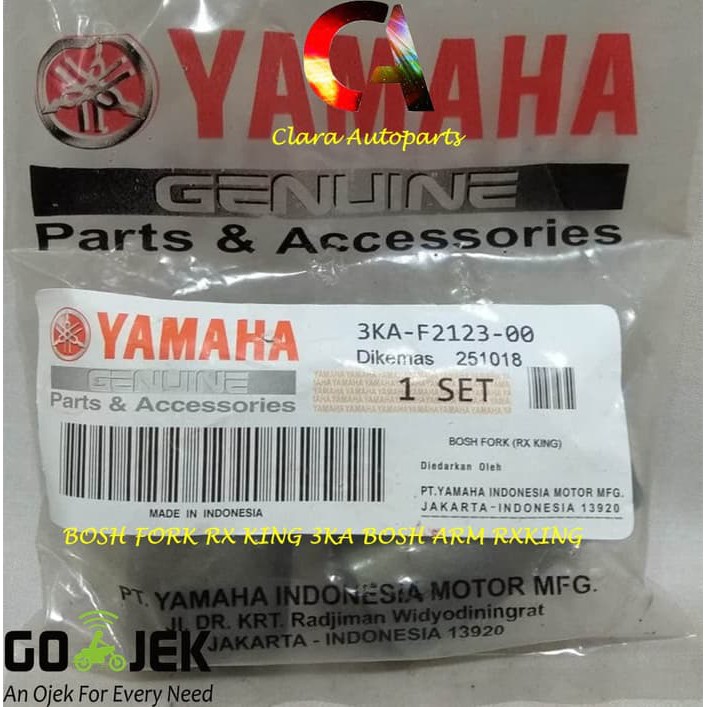 YAMAHA
CA
Clara Autoparts
GENUINE
Parts & Accessories
YAMAHA
GENUINE
Parts & Accessories
3KA-F2123-00
Dikemas 251018
1 SET
BOSH FORK (RX KING)
Diedarkan Oleh
PT.YAMAHA INDONESIA MOTOR MFG.
JAKARTA - INDONESIA 13920
MADE IN INDONESIA
BOSH FORK RX KING 3KA BOSH ARM RXKING
PT. YAMAHA INDONESIA MOTOR MFG.
Jl. DR. KRT. Radjiman Widyodiningrat
JAKARTA - INDONESIA 13920
GO JEK
An Ojek For Every Need